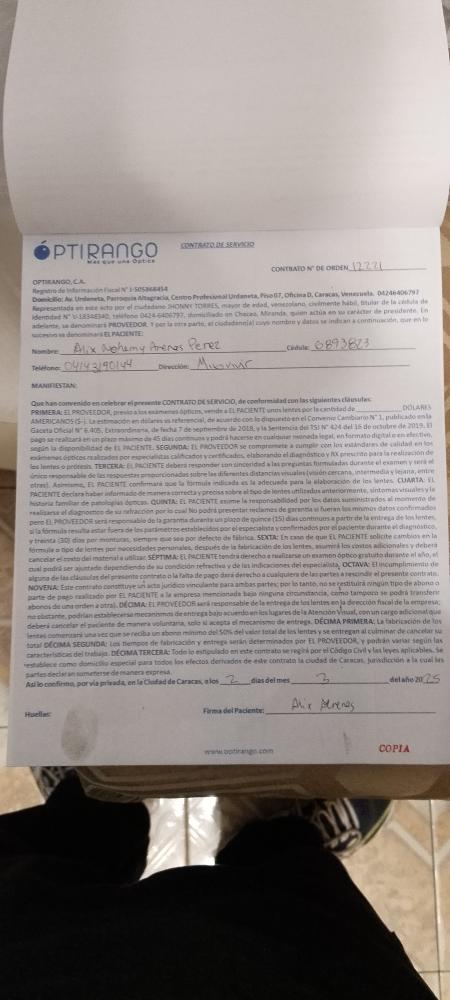 ÓPTIRANGO
Más que una Óptica
CONTRATO DE SERVICIO
CONTRATO N° DE ORDEN 12221
OPTIRANGO, C.A.
Registro de Información Fiscal N° J-505868454
Domicilio: Av. Urdaneta, Parroquia Altagracia, Centro Profesional Urdaneta, Piso 07, Oficina D, Caracas, Venezuela. 04246406797
Representada en este acto por el ciudadano JHONNY TORRES, mayor de edad, venezolano, civilmente hábil, titular de la cédula de
identidad N° V-18348340, teléfono 0424-6406797, domiciliado en Chacao, Miranda, quien actúa en su carácter de presidente. En
adelante, se denominará PROVEEDOR. Y por la otra parte, el ciudadano(a) cuyo nombre y datos se indican a continuación, que en lo
sucesivo se denominará EL PACIENTE:
Nombre: Alix Nohemy Arenas Perez Cédula: 6893823
Teléfono: 04143190144 Dirección:
MANIFIESTAN:
Que han convenido en celebrar el presente CONTRATO DE SERVICIO, de conformidad con las siguientes cláusulas:
PRIMERA: EL PROVEEDOR, previo a los exámenes ópticos, vende a EL PACIENTE unos lentes por la cantidad de DÓLARES
AMERICANOS ($-). La estimación en dólares es referencial, de acuerdo con lo dispuesto en el Convenio Cambiario N° 1, publicado en la
Gaceta Oficial N° 6.405, Extraordinaria, de fecha 7 de septiembre de 2018, y la Sentencia del TSJ N° 424 del 16 de octubre de 2019. El
pago se realizará en un plazo máximo de 45 días continuos y podrá hacerse en cualquier moneda legal, en formato digital o en efectivo,
según la disponibilidad de EL PACIENTE. SEGUNDA: EL PROVEEDOR se compromete a cumplir con los estándares de calidad en los
exámenes ópticos realizados por especialistas calificados y certificados, elaborando el diagnóstico y RX prescrito para la realización de
los lentes o prótesis. TERCERA: EL PACIENTE deberá responder con sinceridad a las preguntas formuladas durante el examen y será el
único responsable de las respuestas proporcionadas sobre las diferentes distancias visuales (visión cercana, intermedia y lejana, entre
otras). Asimismo, EL PACIENTE confirmará que la fórmula indicada es la adecuada para la elaboración de los lentes. CUARTA: EL
PACIENTE declara haber informado de manera correcta y precisa sobre el tipo de lentes utilizados anteriormente, síntomas visuales y la
historia familiar de patologías ópticas. QUINTA: EL PACIENTE asume la responsabilidad por los datos suministrados al momento de
realizarse el diagnostico de su refracción por lo cual No podrá presentar reclamos de garantía si fueran los mismos datos confirmados
pero EL PROVEEDOR será responsable de la garantía durante un plazo de quince (15) días continuos a partir de la entrega de los lentes,
si la fórmula resulta estar fuera de los parámetros establecidos por el especialista y confirmados por el paciente durante el diagnóstico,
y treinta (30) días por monturas, siempre que sea por defecto de fábrica. SEXTA: En caso de que EL PACIENTE solicite cambios en la
fórmula o tipo de lentes por necesidades personales, después de la fabricación de los lentes, asumirá los costos adicionales y deberá
cancelar el costo del material a utilizar. SÉPTIMA: EL PACIENTE tendrá derecho a realizarse un examen óptico gratuito durante el año, el
cual podrá ser ajustado dependiendo de su condición refractiva y de las indicaciones del especialista. OCTAVA: El incumplimiento de
alguna de las cláusulas del presente contrato o la falta de pago dará derecho a cualquiera de las partes a rescindir el presente contrato.
NOVENA: Este contrato constituye un acto jurídico vinculante para ambas partes; por lo tanto, no se restituirá ningún tipo de abono o
parte de pago realizado por EL PACIENTE a la empresa mencionada bajo ninguna circunstancia, como tampoco se podrá transferir
abonos de una orden a otra). DÉCIMA: EL PROVEEDOR será responsable de la entrega de los lentes en la dirección fiscal de la empresa;
no obstante, podrían establecerse mecanismos de entrega bajo acuerdo en los lugares de la Atención Visual, con un cargo adicional que
deberá cancelar el paciente de manera voluntaria, solo si acepta el mecanismo de entrega. DÉCIMA PRIMERA: La fabricación de los
lentes comenzará una vez que se reciba un abono mínimo del 50% del valor total de los lentes y se entregan al culminar de cancelar su
total DÉCIMA SEGUNDA: Los tiempos de fabricación y entrega serán determinados por EL PROVEEDOR, y podrán variar según las
características del trabajo. DÉCIMA TERCERA: Todo lo estipulado en este contrato se regirá por el Código Civil y las leyes aplicables. Se
establece como domicilio especial para todos los efectos derivados de este contrato la ciudad de Caracas, jurisdicción a la cual las
partes declaran someterse de manera expresa.
Así lo confirmo, por vía privada, en la Ciudad de Caracas, a los 2 días del mes 3 del año 2025
Huellas: Firma del Paciente: Alix Arenas
www.optirango.com
COPIA